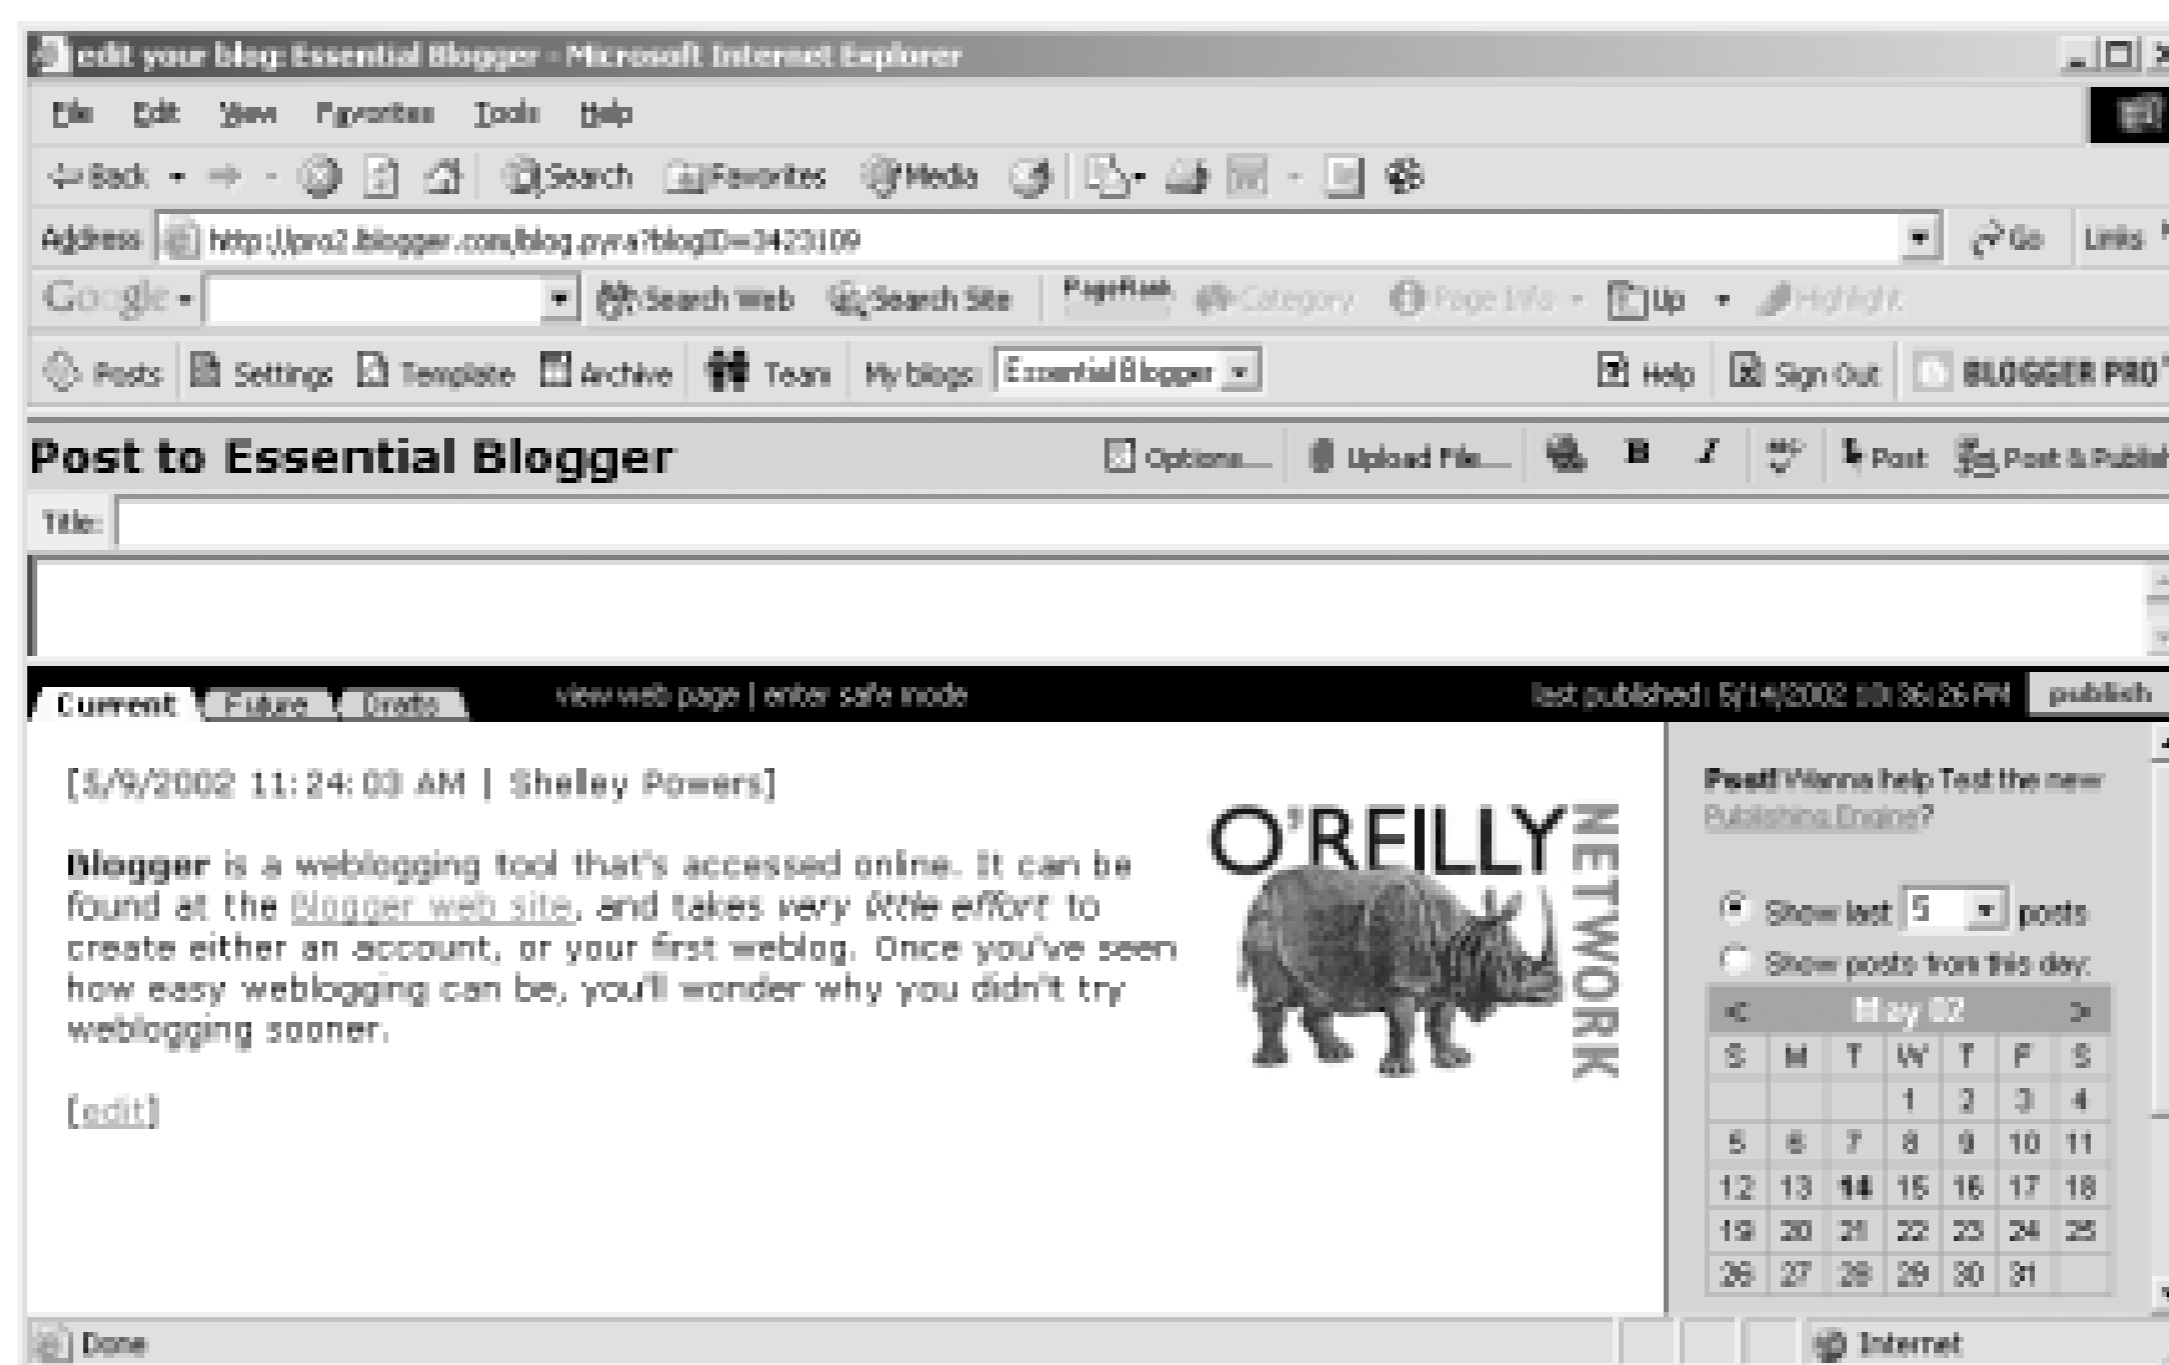 edit your blog: Essential Blogger - Microsoft Internet Explorer
File Edit View Favorites Tools Help
Back Search Favorites Media
Address http://pro2.blogger.com/blog.pyra?blogID=3423109 Go Links
Google Search Web Search Site PageRank Category Page Info Up Highlight
Posts Settings Template Archive Team My blogs: Essential Blogger Help Sign Out BLOGGER PRO
Post to Essential Blogger Options... Upload File... B I ABC Post Post & Publish
Title:
Current Future Drafts view web page | enter safe mode last published: 5/14/2002 10:36:26 PM publish
[5/9/2002 11:24:03 AM | Shelley Powers]
Blogger is a weblogging tool that's accessed online. It can be
found at the Blogger web site, and takes very little effort to
create either an account, or your first weblog. Once you've seen
how easy weblogging can be, you'll wonder why you didn't try
weblogging sooner.
[edit]
O'REILLY
NETWORK
Psst! Wanna help Test the new
Publishing Engine?
Show last 5 posts
Show posts from this day:
< May 02 >
S M T W T F S
1 2 3 4
5 6 7 8 9 10 11
12 13 14 15 16 17 18
19 20 21 22 23 24 25
26 27 28 29 30 31
Done Internet